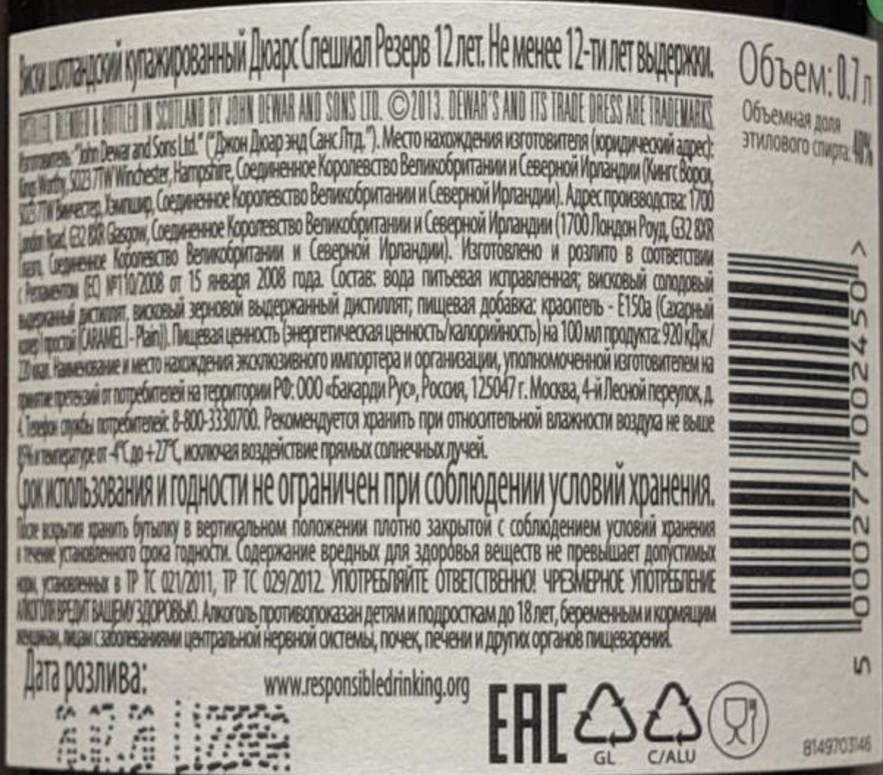 Виски шотландский купажированный Дюарс Спешиал Резерв 12 лет. Не менее 12-ти лет выдержки.
DISTILLED, BLENDED & BOTTLED IN SCOTLAND BY JOHN DEWAR AND SONS LTD. ©2013. DEWAR'S AND ITS TRADE DRESS ARE TRADEMARKS.
Изготовитель: "John Dewar and Sons Ltd." ("Джон Дюар энд Санс Лтд."). Место нахождения изготовителя (юридический адрес):
Kings Worthy, SO23 7TW Winchester, Hampshire, Соединенное Королевство Великобритании и Северной Ирландии (Кингс Ворси,
SO23 7TW Винчестер, Хэмпшир, Соединенное Королевство Великобритании и Северной Ирландии). Адрес производства: 1700
London Road, G32 8XR Glasgow, Соединенное Королевство Великобритании и Северной Ирландии (1700 Лондон Роуд, G32 8XR
Глазго, Соединенное Королевство Великобритании и Северной Ирландии). Изготовлено и розлито в соответствии
с Регламентом (ЕС) №110/2008 от 15 января 2008 года. Состав: вода питьевая исправленная; висковый солодовый
выдержанный дистиллят, висковый зерновой выдержанный дистиллят; пищевая добавка: краситель - Е150а (Сахарный
колер I простой (CARAMEL I - Plain)). Пищевая ценность (энергетическая ценность/калорийность) на 100 мл продукта: 920 кДж/
220 ккал. Наименование и место нахождения эксклюзивного импортера и организации, уполномоченной изготовителем на
принятие претензий от потребителей на территории РФ: ООО «Бакарди Рус», Россия, 125047 г. Москва, 4-й Лесной переулок, д.
4. Телефон службы потребителей: 8-800-3330700. Рекомендуется хранить при относительной влажности воздуха не выше
85% и температуре от -4°С до +27°С, исключая воздействие прямых солнечных лучей.
Срок использования и годности не ограничен при соблюдении условий хранения.
После вскрытия хранить бутылку в вертикальном положении плотно закрытой с соблюдением условий хранения
в течение установленного срока годности. Содержание вредных для здоровья веществ не превышает допустимых
норм, установленных в ТР ТС 021/2011, ТР ТС 029/2012. УПОТРЕБЛЯЙТЕ ОТВЕТСТВЕННО! ЧРЕЗМЕРНОЕ УПОТРЕБЛЕНИЕ
АЛКОГОЛЯ ВРЕДИТ ВАШЕМУ ЗДОРОВЬЮ. Алкоголь противопоказан детям и подросткам до 18 лет, беременным и кормящим
женщинам, лицам с заболеваниями центральной нервной системы, почек, печени и других органов пищеварения.
Дата розлива:
www.responsibledrinking.org
EAC
GL
C/ALU
Объем: 0.7 л
Объемная доля
этилового спирта: 40%
5 000277 002450 >
8149703146